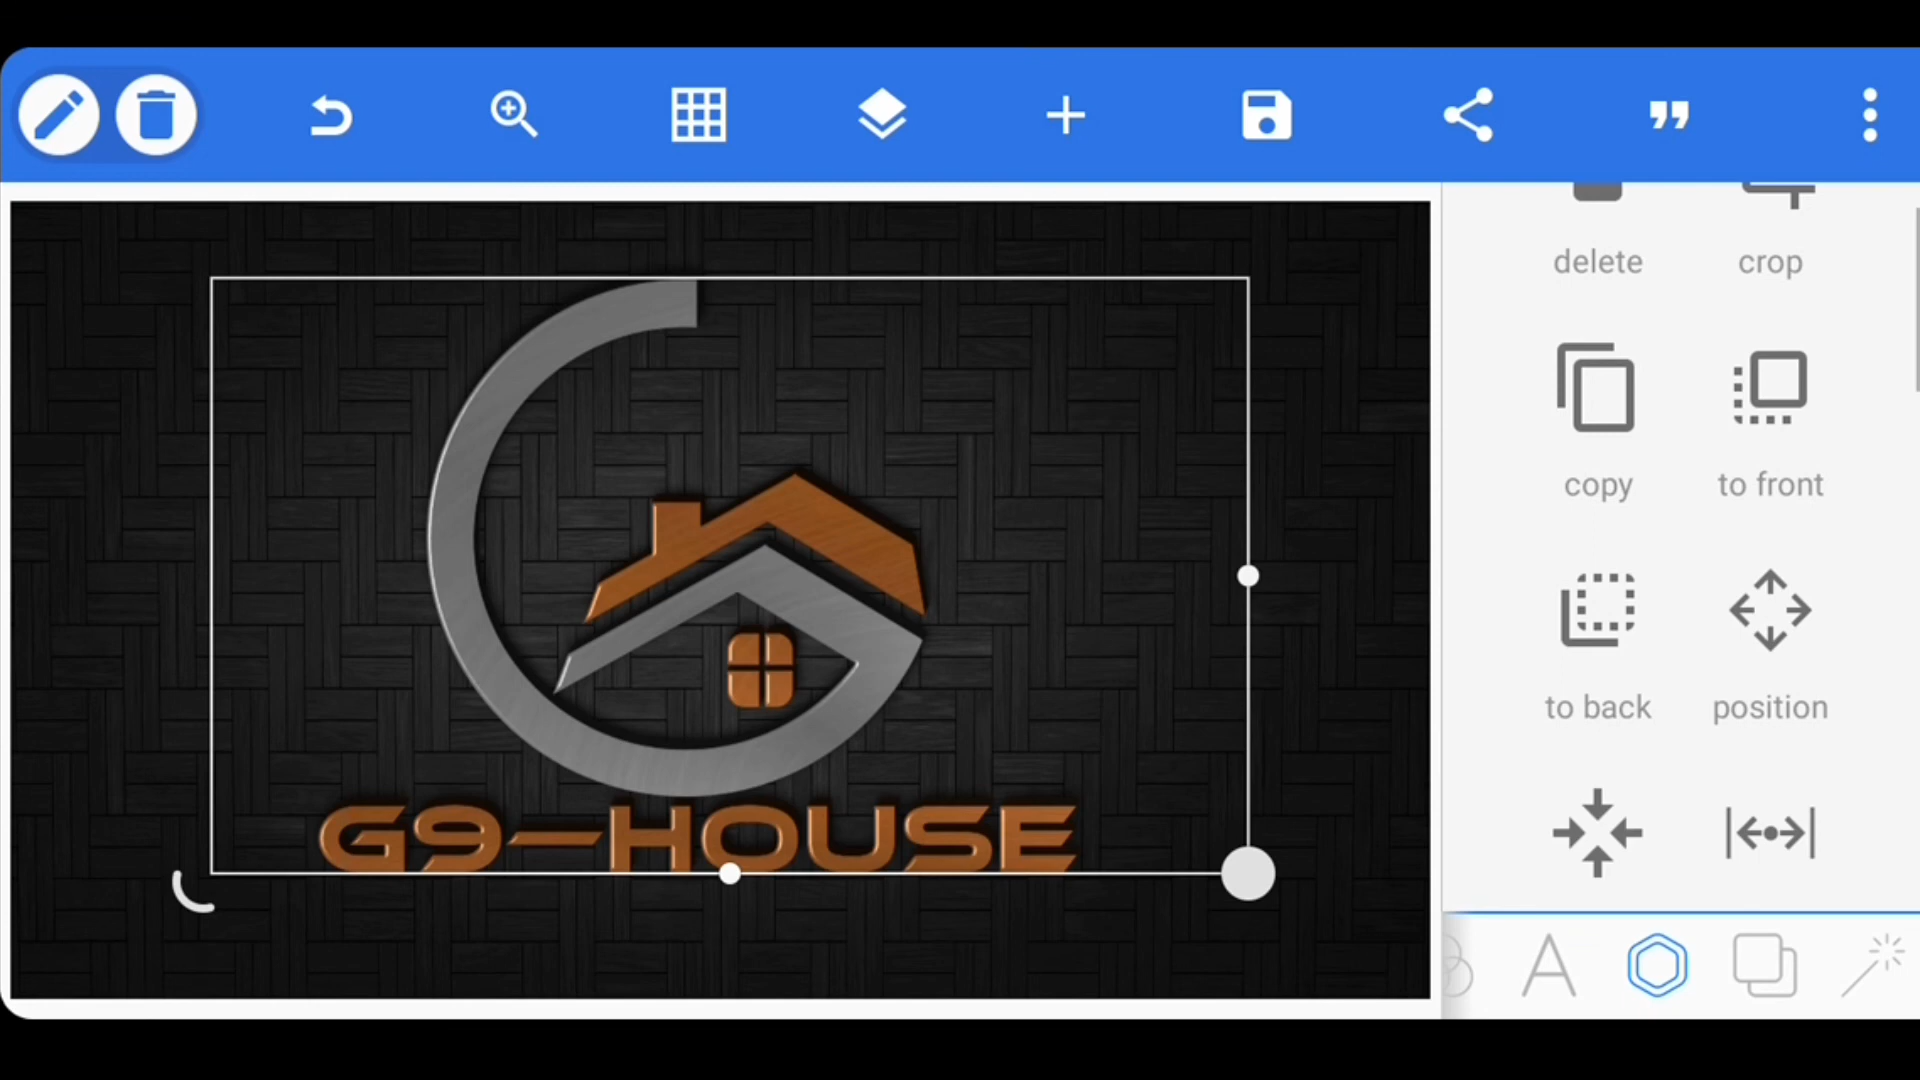 delete
crop
copy
to front
to back
position
G9-HOUSE